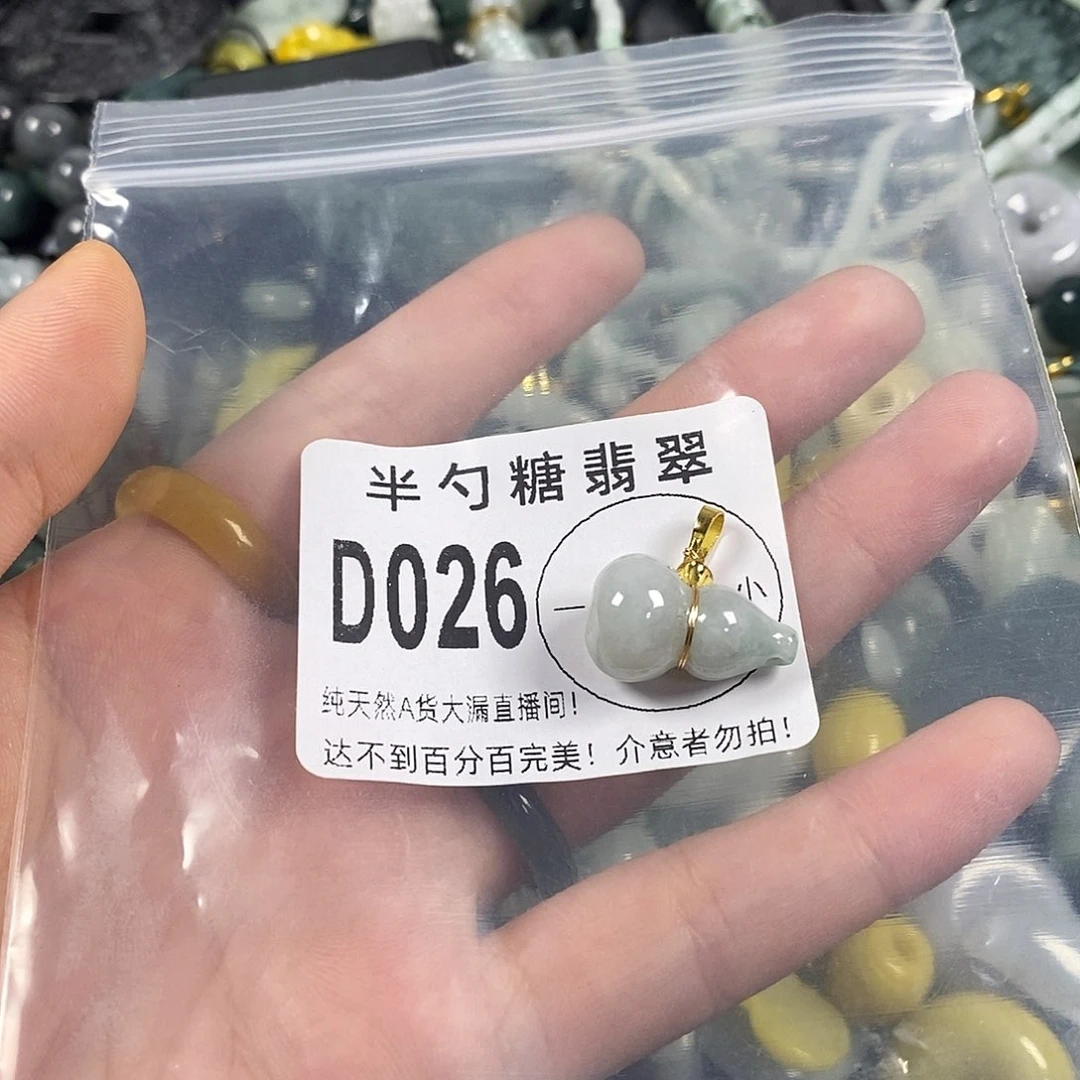 半勺糖翡翠
D026
一 小
纯天然A货大漏直播间！
达不到百分百完美！介意者勿拍！